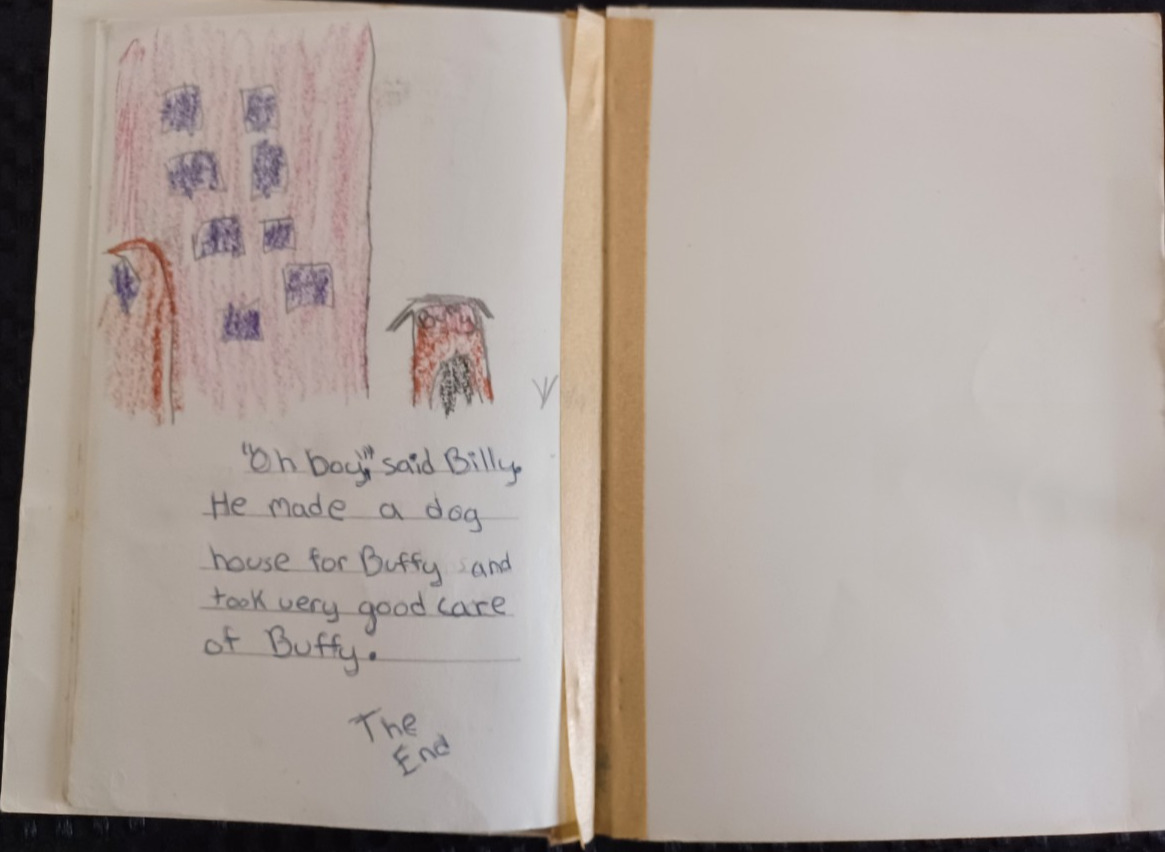 Buffy
"Oh boy," said Billy.
He made a dog
house for Buffy and
took very good care
of Buffy.
The
End